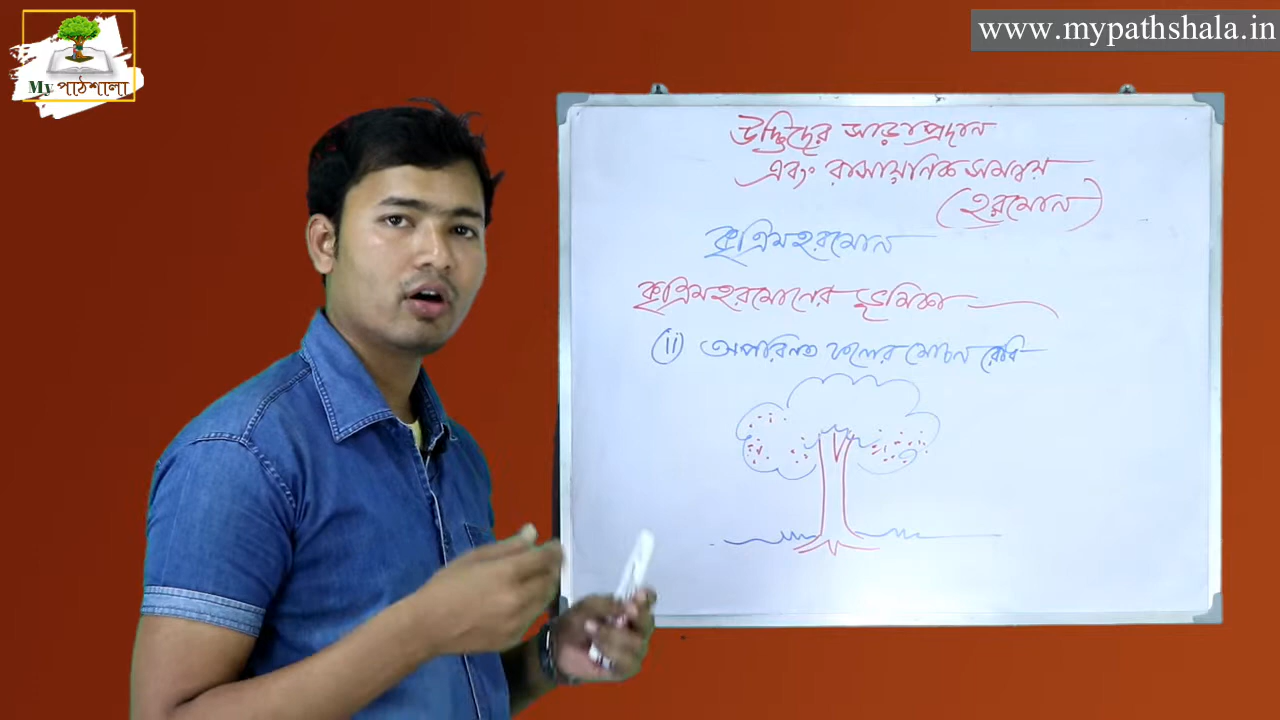 My পাঠশালা
www.mypathshala.in
উদ্ভিদের সাড়াপ্রদান
এবং রাসায়নিক সমন্বয়
(হরমোন)
কৃত্রিম হরমোন
কৃত্রিম হরমোনের ভূমিকা
(ii) অপরিণত ফলের মোচন রোধ